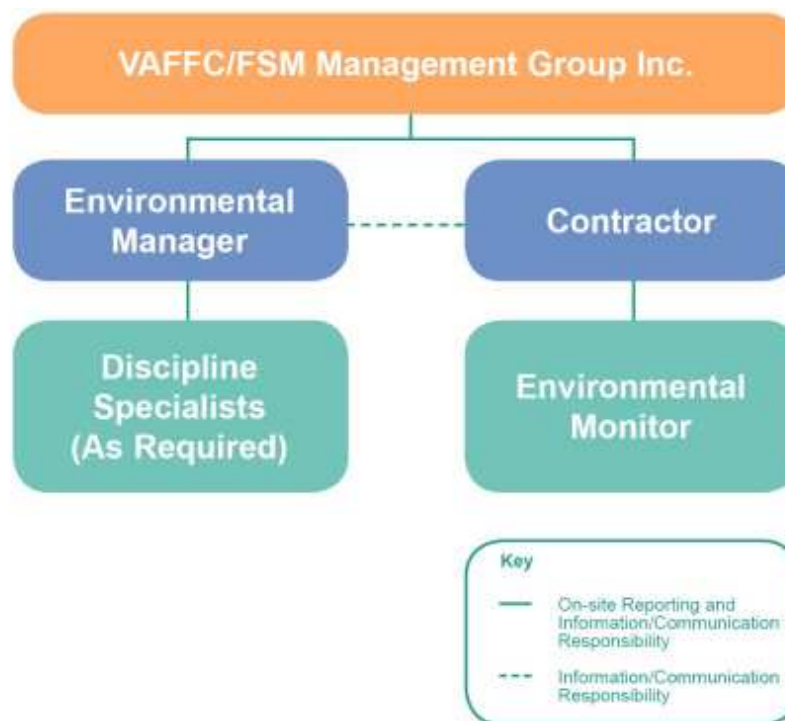 VAFFC/FSM Management Group Inc.
Environmental
Manager
Contractor
Discipline
Specialists
(As Required)
Environmental
Monitor
Key
On-site Reporting and
Information/Communication
Responsibility
Information/Communication
Responsibility